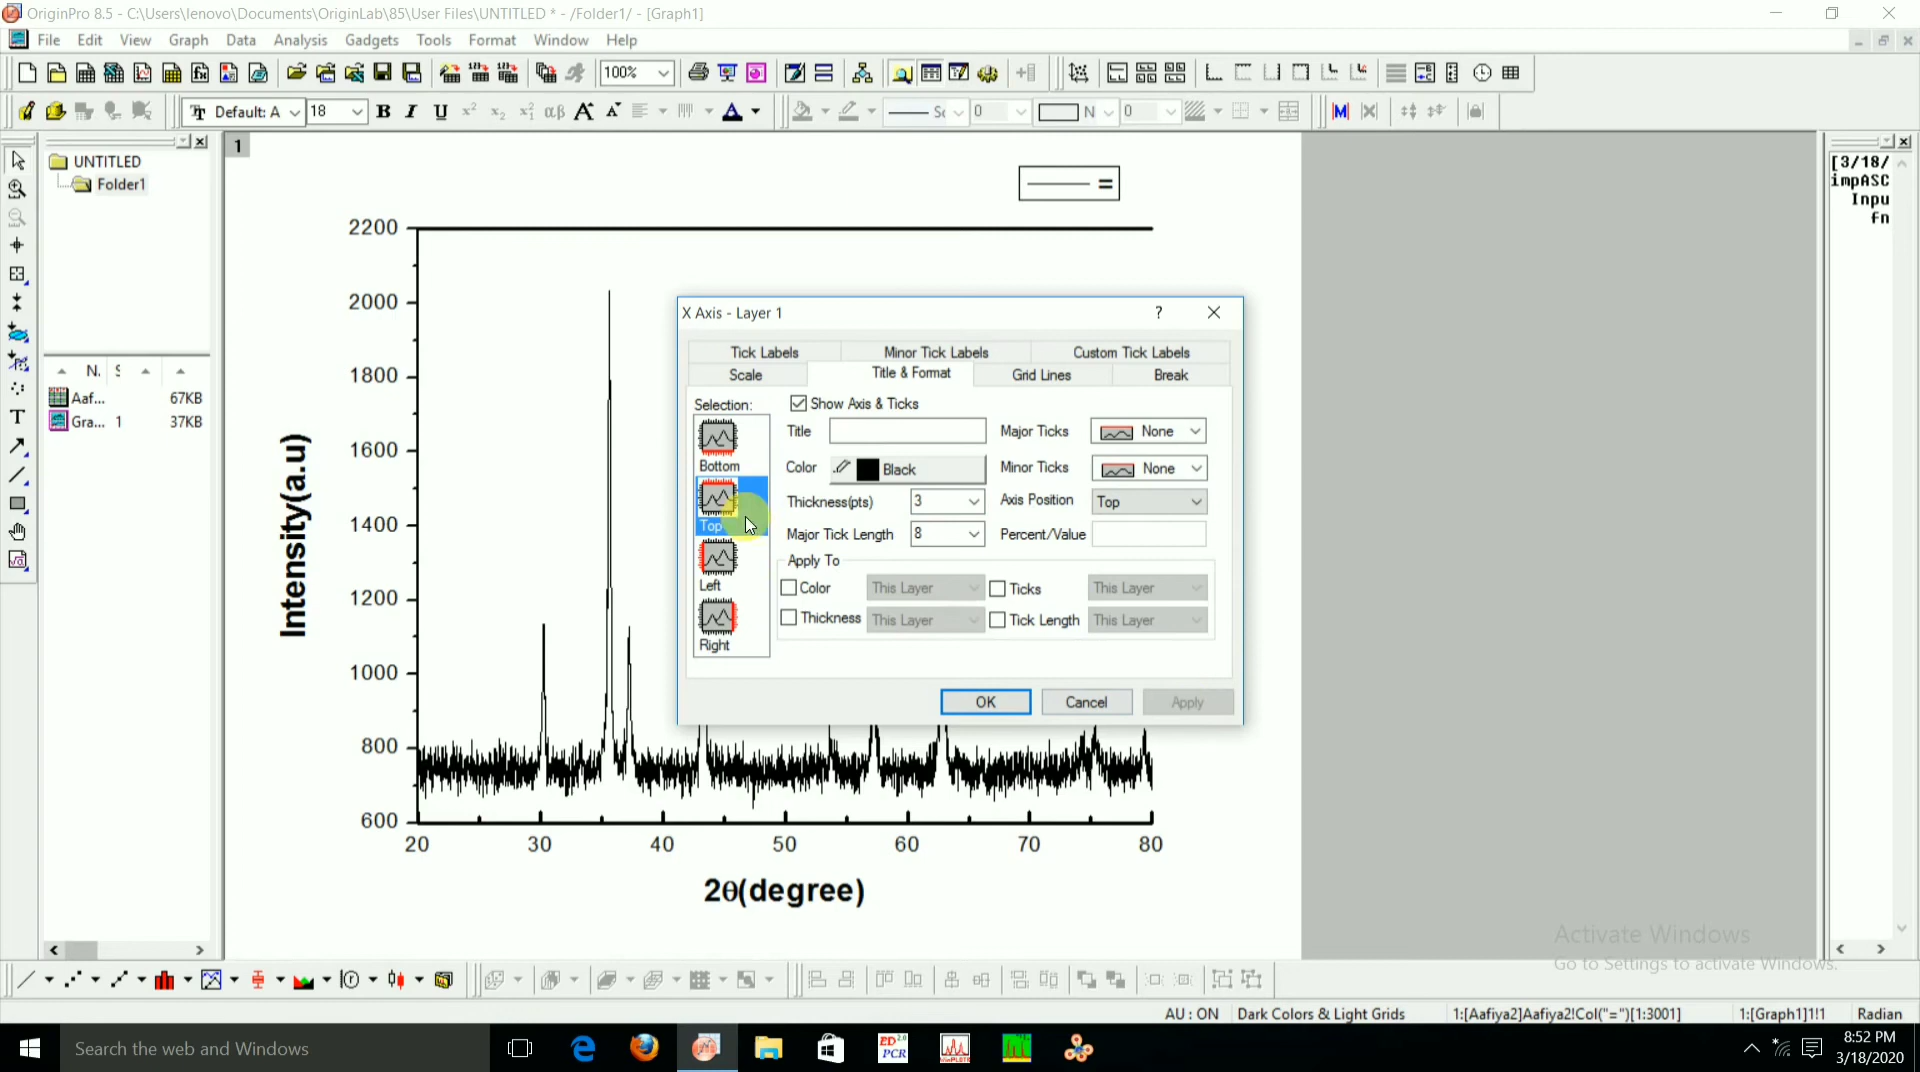 OriginPro 8.5 - C:\Users\lenovo\Documents\OriginLab\85\User Files\UNTITLED * - /Folder1/ - [Graph1]
File Edit View Graph Data Analysis Gadgets Tools Format Window Help
100%
Default: A 18 B I U αβ A A A 0 N 0
UNTITLED
Folder1
N. S
Aaf... 67KB
Gra... 1 37KB
1
[3/18/
impASC
Inpu
fn
=
2200
2000
1800
1600
1400
1200
1000
800
600
20 30 40 50 60 70 80
Intensity(a.u)
2θ(degree)
X Axis - Layer 1
Tick Labels Minor Tick Labels Custom Tick Labels
Scale Title & Format Grid Lines Break
Selection: Show Axis & Ticks
Bottom
Top
Left
Right
Title Major Ticks None
Color Black Minor Ticks None
Thickness(pts) 3 Axis Position Top
Major Tick Length 8 Percent/Value
Apply To
Color This Layer Ticks This Layer
Thickness This Layer Tick Length This Layer
OK Cancel Apply
Activate Windows
Go to Settings to activate Windows.
AU : ON Dark Colors & Light Grids 1:[Aafiya2]Aafiya2!Col("=")[1:3001] 1:[Graph1]1!1 Radian
Search the web and Windows
ED 2.0
PCR
WinPLOTR
8:52 PM
3/18/2020